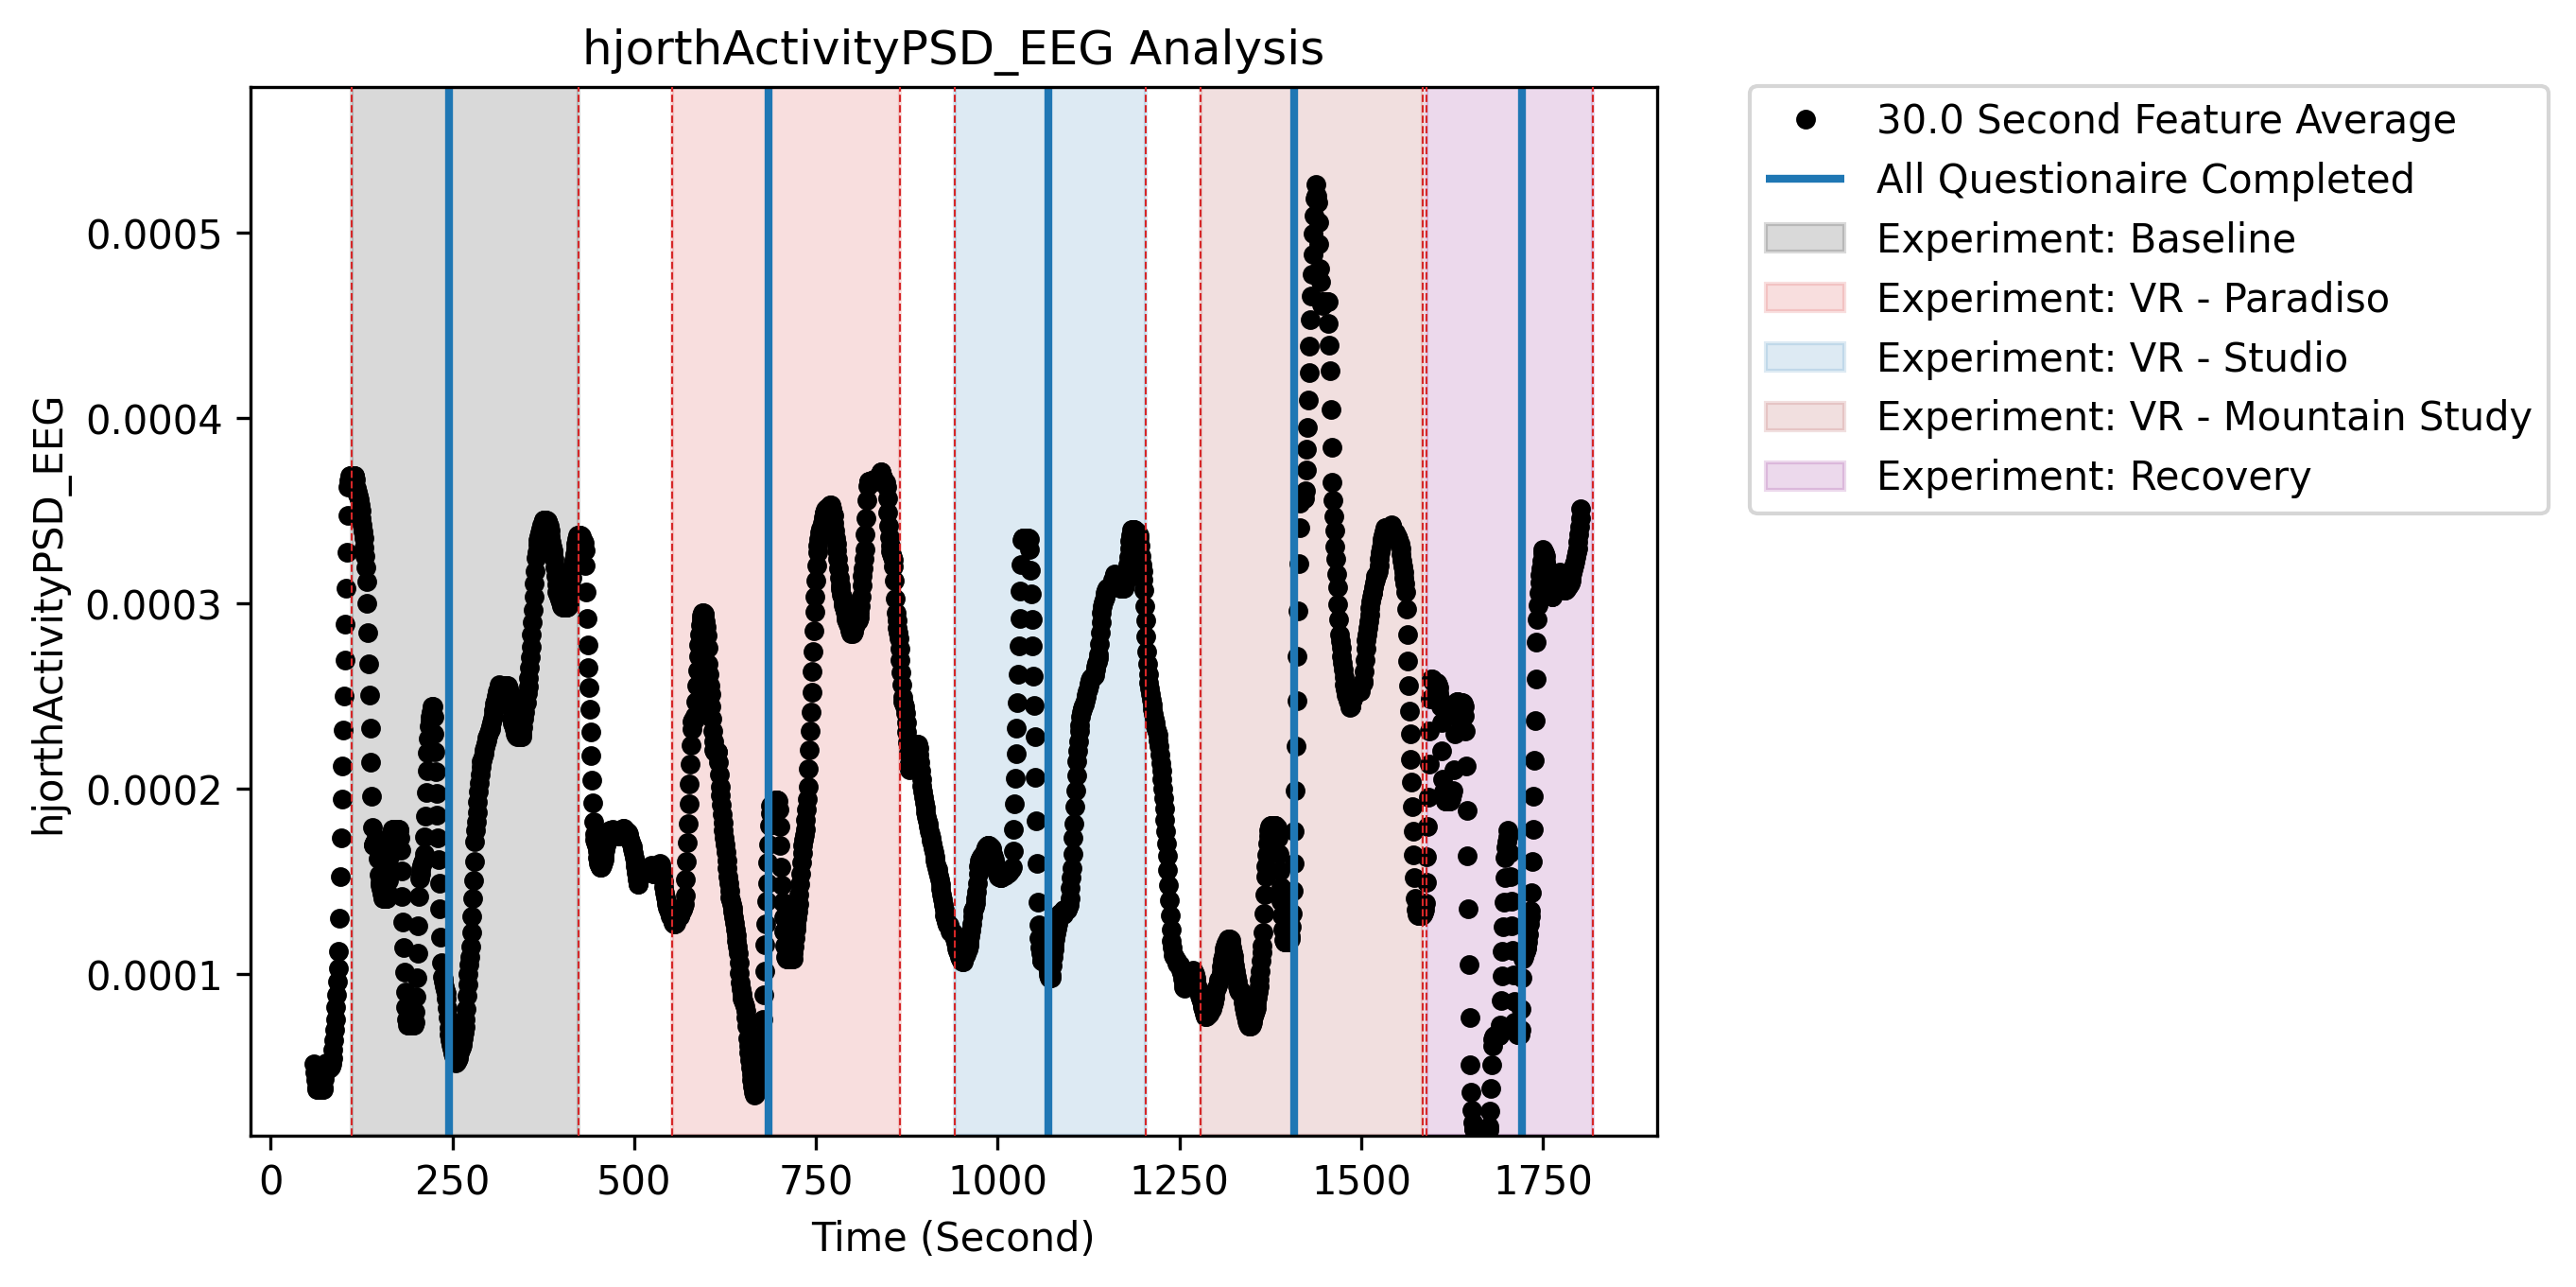 hjorthActivityPSD_EEG Analysis
30.0 Second Feature Average
All Questionaire Completed
Experiment: Baseline
Experiment: VR - Paradiso
Experiment: VR - Studio
Experiment: VR - Mountain Study
Experiment: Recovery
hjorthActivityPSD_EEG
0.0005
0.0004
0.0003
0.0002
0.0001
0 250 500 750 1000 1250 1500 1750
Time (Second)